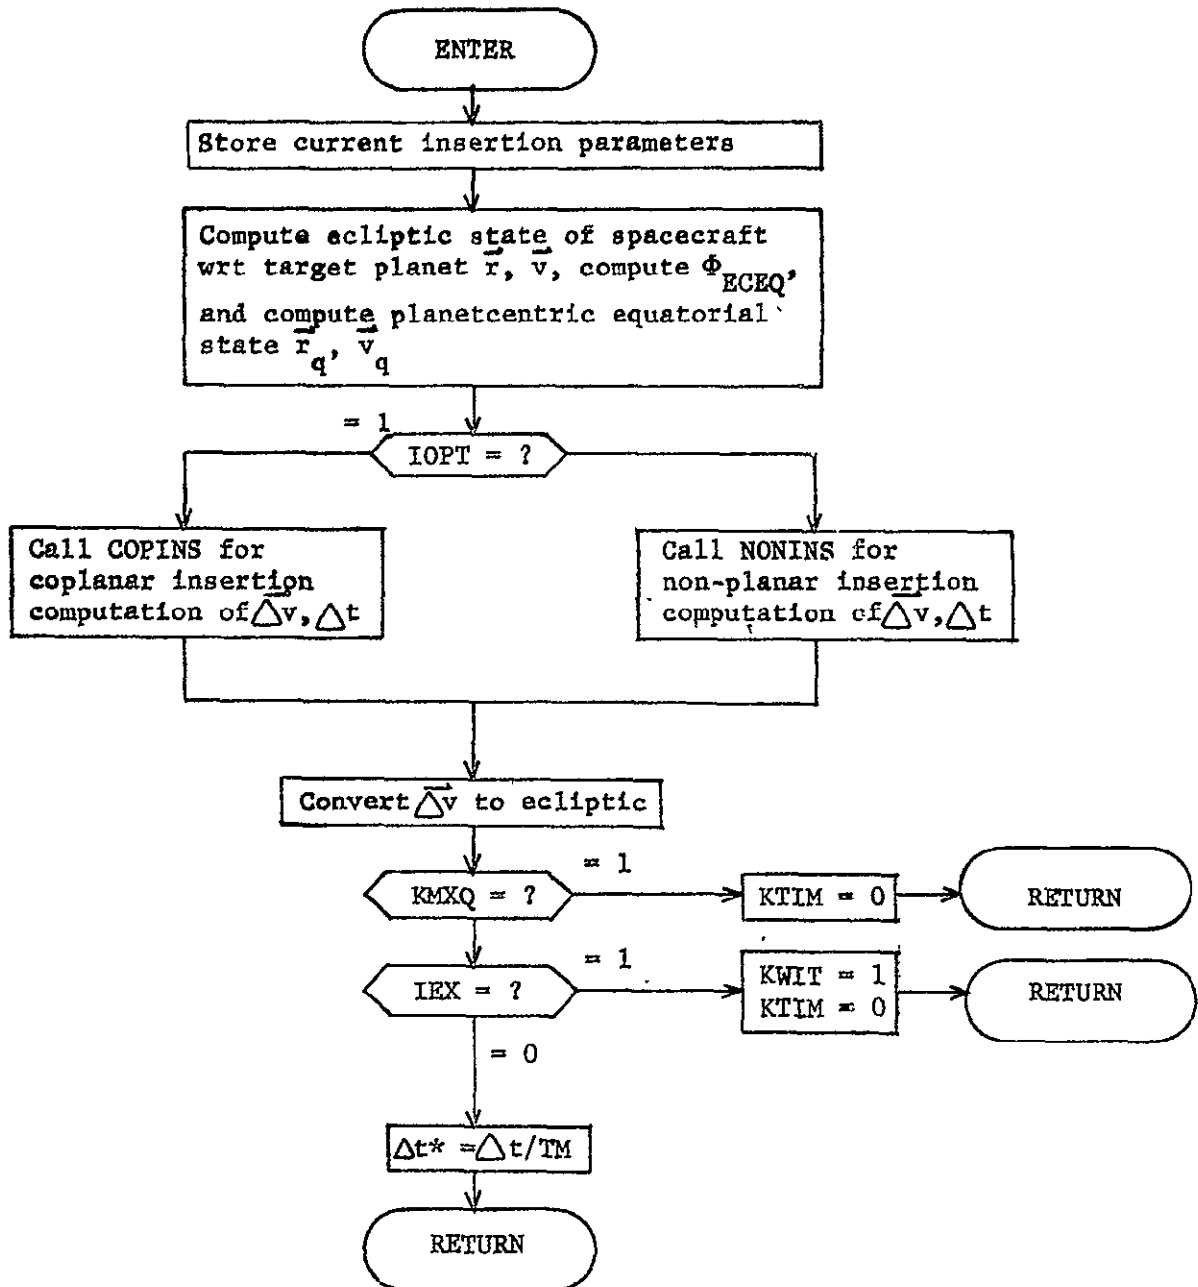 ENTER
Store current insertion parameters
Compute ecliptic state of spacecraft
wrt target planet r⃗, v⃗, compute Φ_ECEQ,
and compute planetcentric equatorial
state r⃗_q, v⃗_q
= 1
IOPT = ?
Call COPINS for
coplanar insertion
computation of Δv⃗, Δt
Call NONINS for
non-planar insertion
computation of Δv⃗, Δt
Convert Δv⃗ to ecliptic
= 1
KMXQ = ?
KTIM = 0
RETURN
= 1
IEX = ?
KWIT = 1
KTIM = 0
RETURN
= 0
Δt* = Δt/TM
RETURN